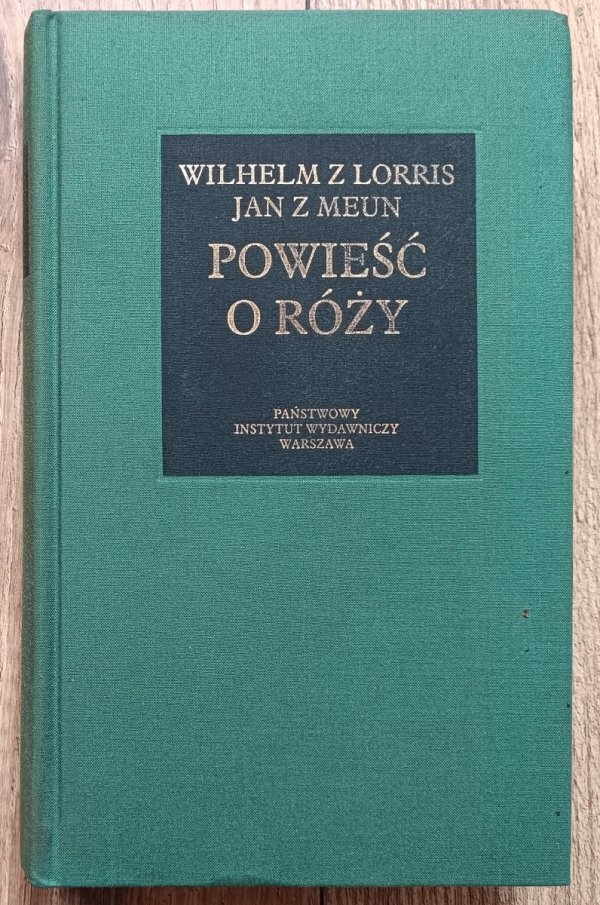 WILHELM Z LORRIS
JAN Z MEUN
POWIEŚĆ
O RÓŻY
PAŃSTWOWY
INSTYTUT WYDAWNICZY
WARSZAWA